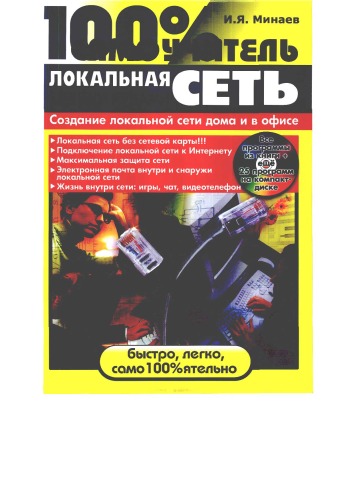 И.Я. Минаев
100%
учитель
ЛОКАЛЬНАЯ СЕТЬ
Создание локальной сети дома и в офисе
Локальная сеть без сетевой карты!!!
Подключение локальной сети к Интернету
Максимальная защита сети
Электронная почта внутри и снаружи
локальной сети
Жизнь внутри сети: игры, чат, видеотелефон
Все
программы
из книги +
ещё
25 программ
на компакт-
диске
быстро, легко,
само100%ятельно